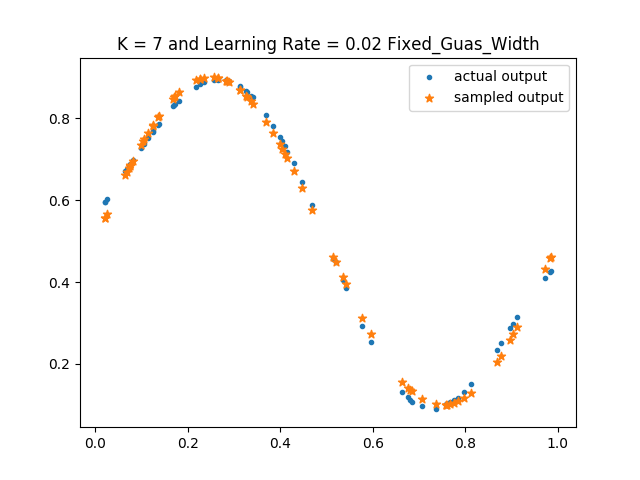 K = 7 and Learning Rate = 0.02 Fixed_Guas_Width
actual output
sampled output
0.8
0.6
0.4
0.2
0.0 0.2 0.4 0.6 0.8 1.0